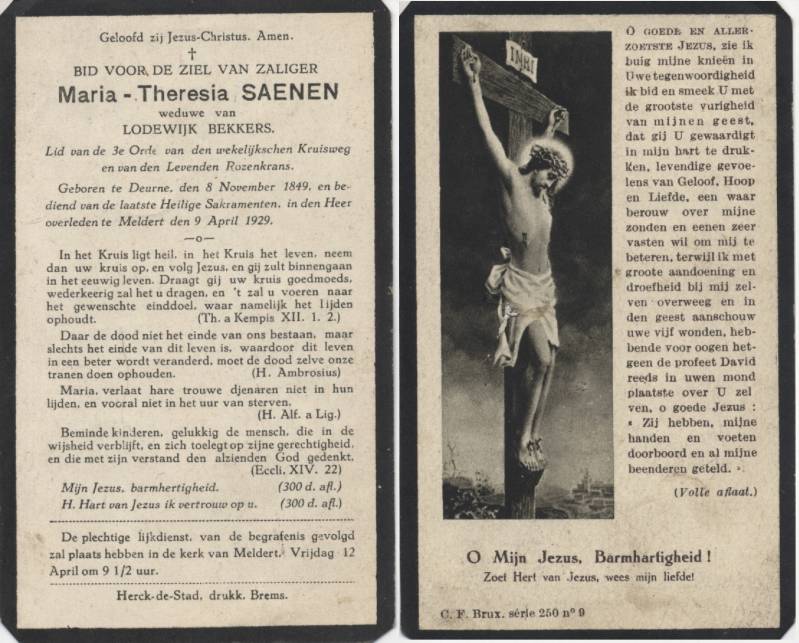 Geloofd zij Jezus-Christus. Amen.
†
BID VOOR DE ZIEL VAN ZALIGER
Maria - Theresia SAENEN
weduwe van
LODEWIJK BEKKERS.
Lid van de 3e Orde van den wekelijkschen Kruisweg
en van den Levenden Rozenkrans.
Geboren te Deurne, den 8 November 1849, en be-
diend van de laatste Heilige Sakramenten, in den Heer
overleden te Meldert den 9 April 1929.
—o—
In het Kruis ligt heil, in het Kruis het leven, neem
dan uw kruis op, en volg Jezus, en gij zult binnengaan
in het eeuwig leven. Draagt gij uw kruis goedmoeds,
wederkeerig zal het u dragen, en 't zal u voeren naar
het gewenschte einddoel, waar namelijk het lijden
ophoudt. (Th. a Kempis XII. 1. 2.)
Daar de dood niet het einde van ons bestaan, maar
slechts het einde van dit leven is, waardoor dit leven
in een beter wordt veranderd, moet de dood zelve onze
tranen doen ophouden. (H. Ambrosius)
Maria, verlaat hare trouwe djenaren niet in hun
lijden, en vooral niet in het uur van sterven.
(H. Alf. a Lig.)
Beminde kinderen, gelukkig de mensch, die in de
wijsheid verblijft, en zich toelegt op zijne gerechtigheid,
en die met zijn verstand den alzienden God gedenkt.
(Eccli. XIV. 22)
Mijn Jezus, barmhertigheid. (300 d. afl.)
H. Hart van Jezus ik vertrouw op u. (300 d. afl.)
De plechtige lijkdienst, van de begrafenis gevolgd
zal plaats hebben in de kerk van Meldert, Vrijdag 12
April om 9 1/2 uur.
Herck-de-Stad, drukk. Brems.
INRI
O GOEDE EN ALLER-
ZOETSTE JEZUS, zie ik
buig mijne knieën in
Uwe tegenwoordigheid
ik bid en smeek U met
de grootste vurigheid
van mijnen geest,
dat gij U gewaardigt
in mijn hart te druk-
ken, levendige gevoe-
lens van Geloof, Hoop
en Liefde, een waar
berouw over mijne
zonden en eenen zeer
vasten wil om mij te
beteren, terwijl ik met
groote aandoening en
droefheid bij mij zel-
ven overweeg en in
den geest aanschouw
uwe vijf wonden, heb-
bende voor oogen het-
geen de profeet David
reeds in uwen mond
plaatste over U zel
ven, o goede Jezus :
« Zij hebben, mijne
handen en voeten
doorboord en al mijne
beenderen geteld. »
(Volle aflaat.)
O Mijn Jezus, Barmhartigheid !
Zoet Hert van Jezus, wees mijn liefde!
C. F. Brux. série 250 nº 9